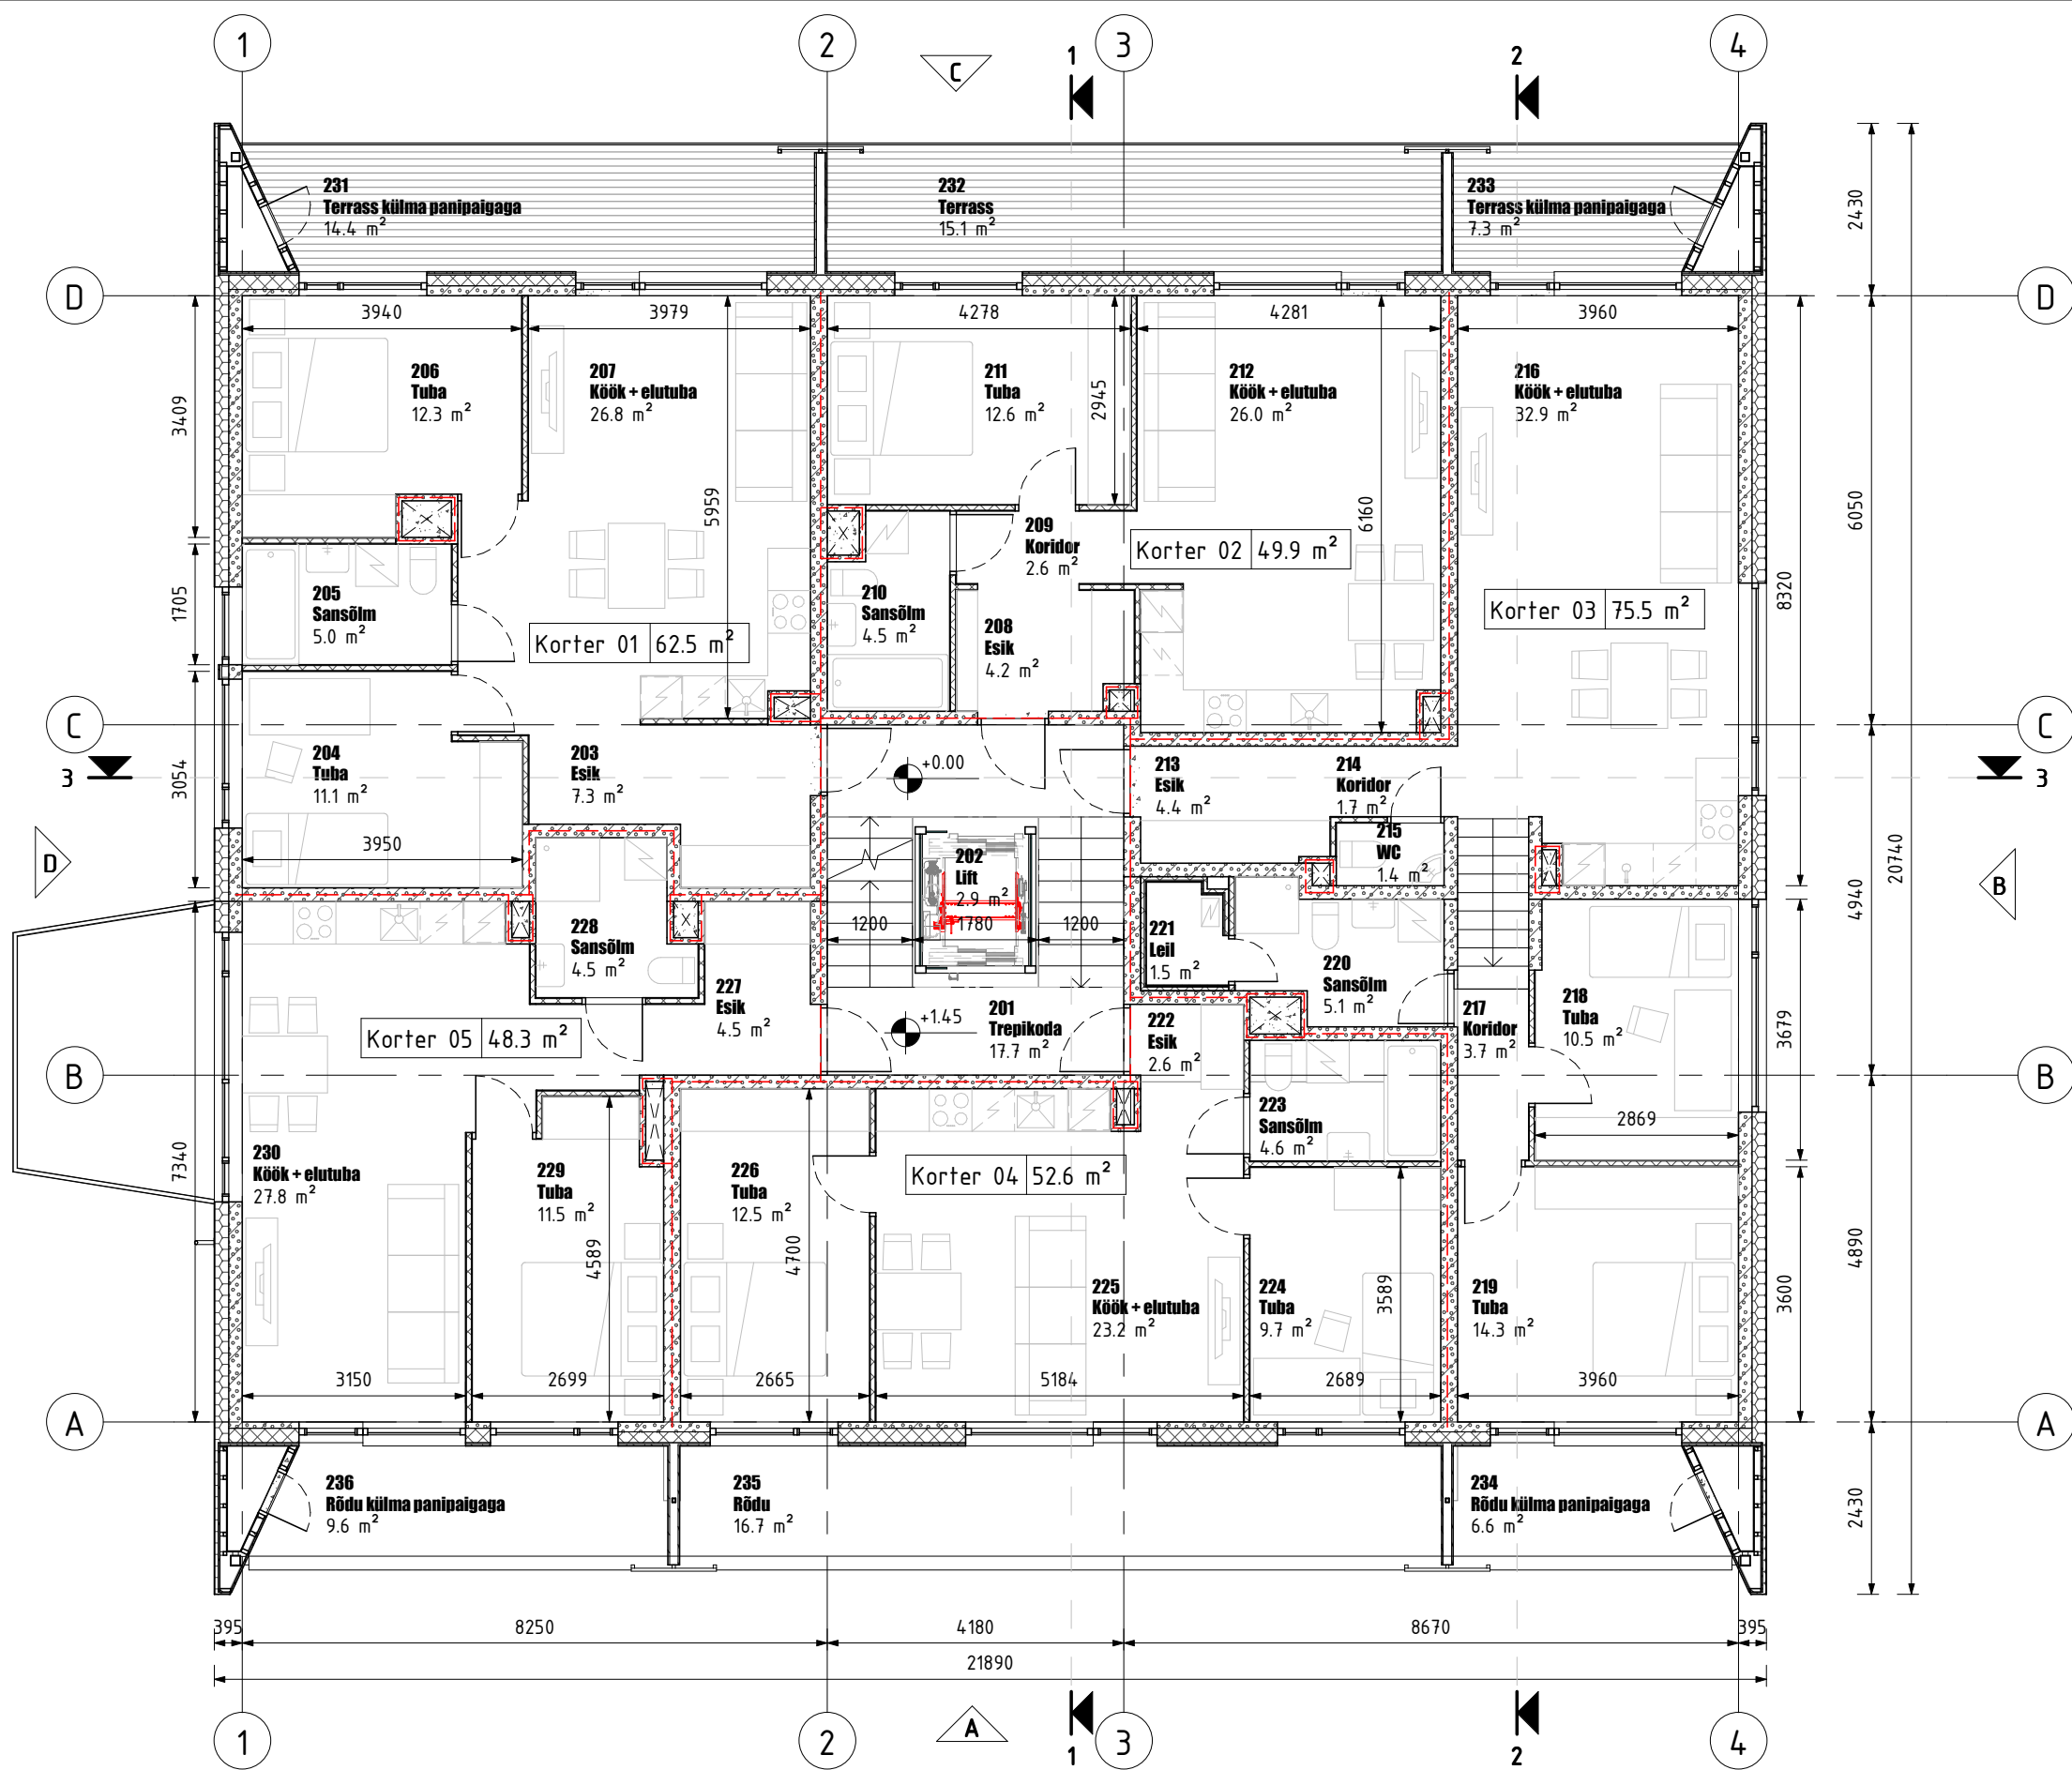 1
2
3
4
C
1
2
231
Terrass külma panipaigaga
14.4 m²
232
Terrass
15.1 m²
233
Terrass külma panipaigaga
7.3 m²
2430
D
D
3940
3979
4278
4281
3960
206
Tuba
12.3 m²
207
Köök + elutuba
26.8 m²
211
Tuba
12.6 m²
212
Köök + elutuba
26.0 m²
216
Köök + elutuba
32.9 m²
3409
2945
5959
6160
6050
209
Koridor
2.6 m²
Korter 02 49.9 m²
205
Sansõlm
5.0 m²
Korter 01 62.5 m²
210
Sansõlm
4.5 m²
208
Esik
4.2 m²
Korter 03 75.5 m²
1705
8320
C
C
3
3
204
Tuba
11.1 m²
203
Esik
7.3 m²
+0.00
213
Esik
4.4 m²
214
Koridor
1.7 m²
215
WC
1.4 m²
3054
3950
D
B
202
Lift
2.9 m²
1200
1780
1200
4940
20740
228
Sansõlm
4.5 m²
221
Leil
1.5 m²
220
Sansõlm
5.1 m²
227
Esik
4.5 m²
Korter 05 48.3 m²
+1.45
201
Trepikoda
17.7 m²
222
Esik
2.6 m²
217
Koridor
3.7 m²
218
Tuba
10.5 m²
3679
B
B
223
Sansõlm
4.6 m²
2869
7340
230
Köök + elutuba
27.8 m²
229
Tuba
11.5 m²
226
Tuba
12.5 m²
Korter 04 52.6 m²
4589
4700
225
Köök + elutuba
23.2 m²
224
Tuba
9.7 m²
3589
219
Tuba
14.3 m²
3600
4890
3150
2699
2665
5184
2689
3960
A
A
236
Rõdu külma panipaigaga
9.6 m²
235
Rõdu
16.7 m²
234
Rõdu külma panipaigaga
6.6 m²
2430
395
8250
4180
8670
395
21890
1
2
A
1
3
2
4